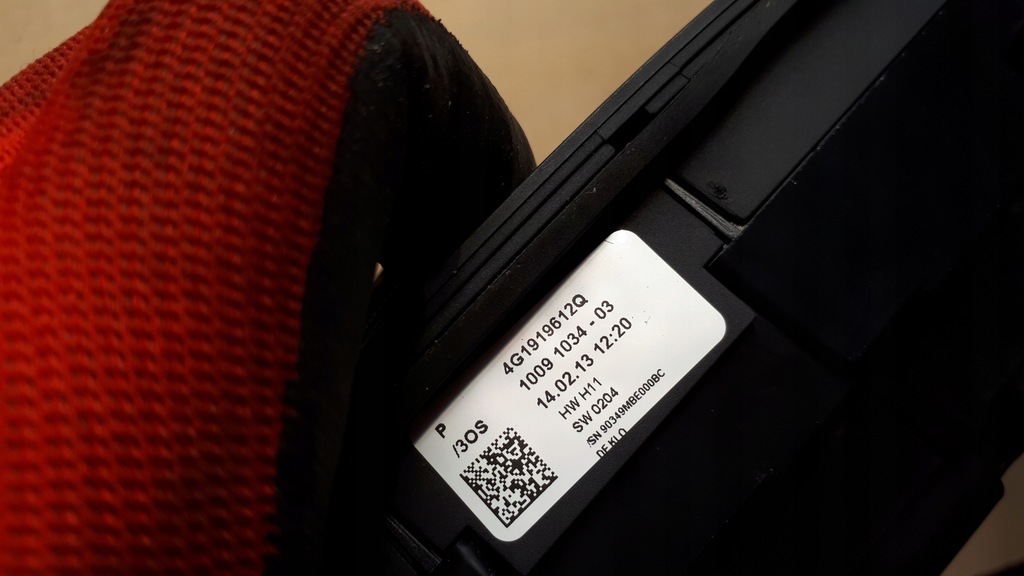 P
/3OS
4G1919612Q
1009 1034 - 03
14.02.13 12:20
HW H11
SW 0204
/SN 90349MBE000BC
DE KLO